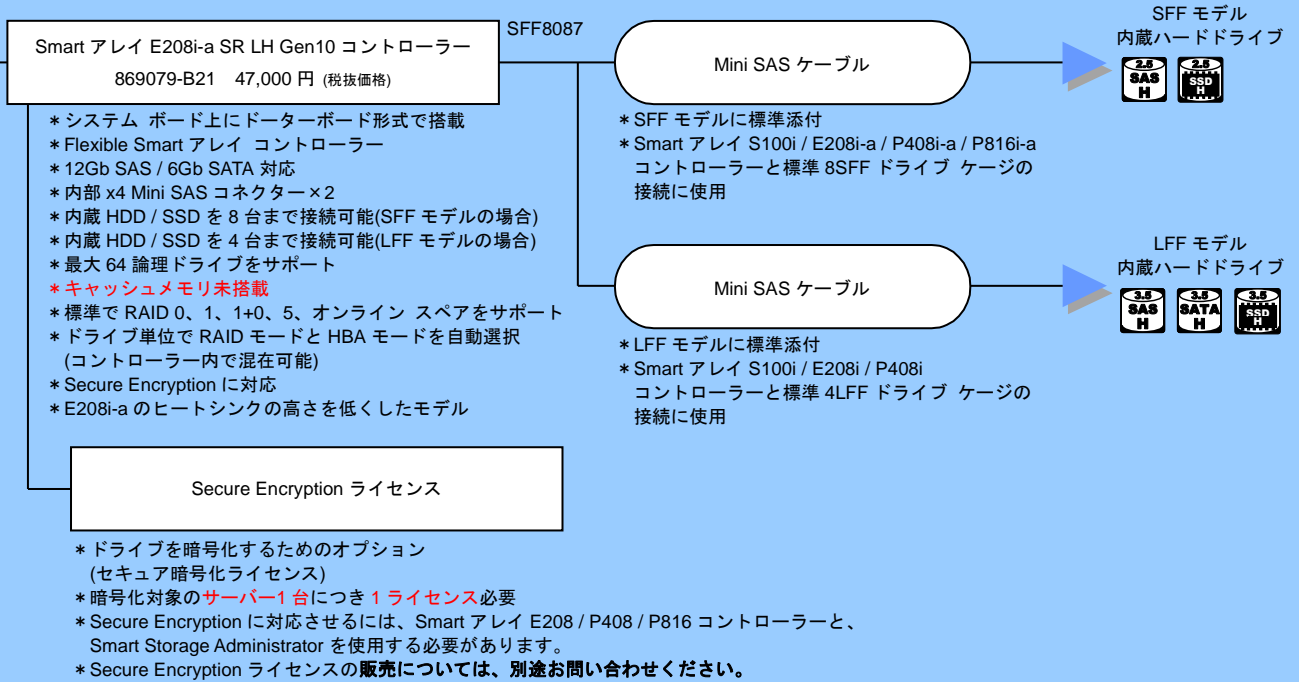 Smart アレイ E208i-a SR LH Gen10 コントローラー
869079-B21 47,000 円 (税抜価格)
SFF8087
*システム ボード上にドーターボード形式で搭載
*Flexible Smart アレイ コントローラー
*12Gb SAS / 6Gb SATA 対応
*内部 x4 Mini SAS コネクター×2
*内蔵 HDD / SSD を 8 台まで接続可能(SFF モデルの場合)
*内蔵 HDD / SSD を 4 台まで接続可能(LFF モデルの場合)
*最大 64 論理ドライブをサポート
*キャッシュメモリ未搭載
*標準で RAID 0、1、1+0、5、オンライン スペアをサポート
*ドライブ単位で RAID モードと HBA モードを自動選択
(コントローラー内で混在可能)
*Secure Encryption に対応
*E208i-a のヒートシンクの高さを低くしたモデル
Mini SAS ケーブル
*SFF モデルに標準添付
*Smart アレイ S100i / E208i-a / P408i-a / P816i-a
コントローラーと標準 8SFF ドライブ ケージの
接続に使用
SFF モデル
内蔵ハードドライブ
2.5 SAS H
2.5 SSD H
Mini SAS ケーブル
*LFF モデルに標準添付
*Smart アレイ S100i / E208i / P408i
コントローラーと標準 4LFF ドライブ ケージの
接続に使用
LFF モデル
内蔵ハードドライブ
3.5 SAS H
3.5 SATA H
3.5 SSD H
Secure Encryption ライセンス
*ドライブを暗号化するためのオプション
(セキュア暗号化ライセンス)
*暗号化対象のサーバー1 台につき 1 ライセンス必要
*Secure Encryption に対応させるには、Smart アレイ E208 / P408 / P816 コントローラーと、
Smart Storage Administrator を使用する必要があります。
*Secure Encryption ライセンスの販売については、別途お問い合わせください。